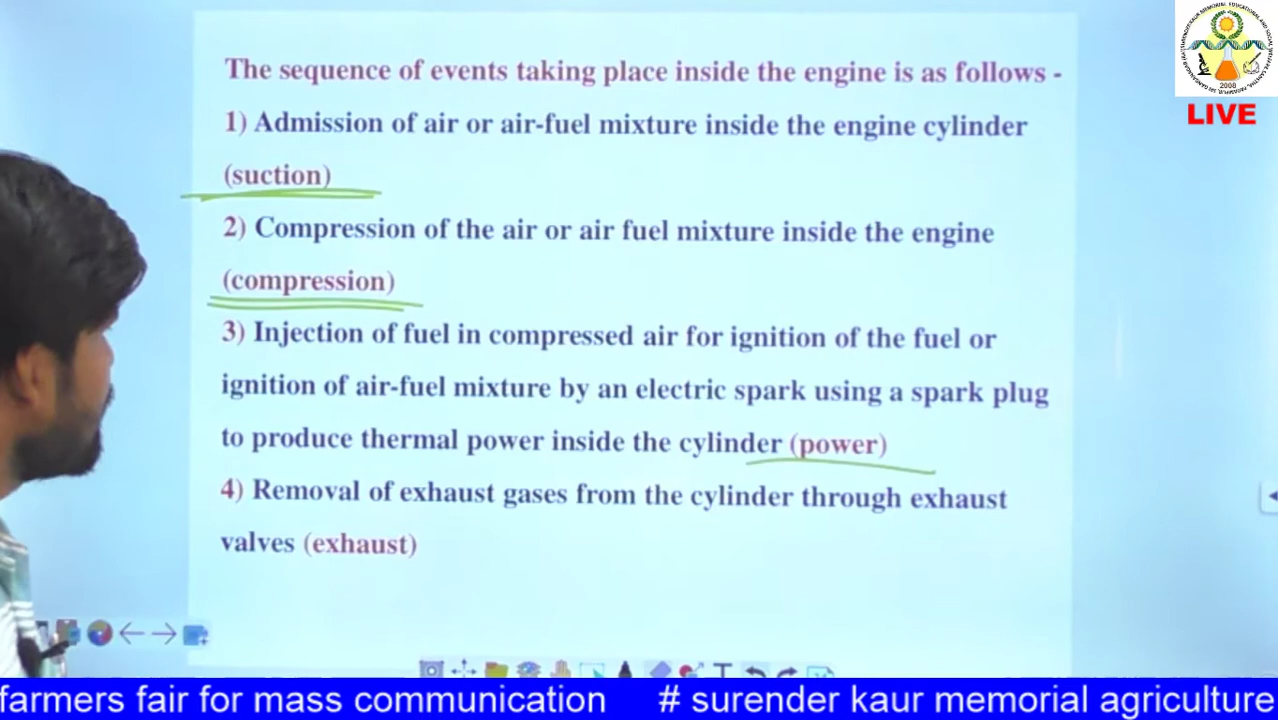 The sequence of events taking place inside the engine is as follows -
1) Admission of air or air-fuel mixture inside the engine cylinder
(suction)
2) Compression of the air or air fuel mixture inside the engine
(compression)
3) Injection of fuel in compressed air for ignition of the fuel or
ignition of air-fuel mixture by an electric spark using a spark plug
to produce thermal power inside the cylinder (power)
4) Removal of exhaust gases from the cylinder through exhaust
valves (exhaust)
2008
LIVE
farmers fair for mass communication # surender kaur memorial agriculture